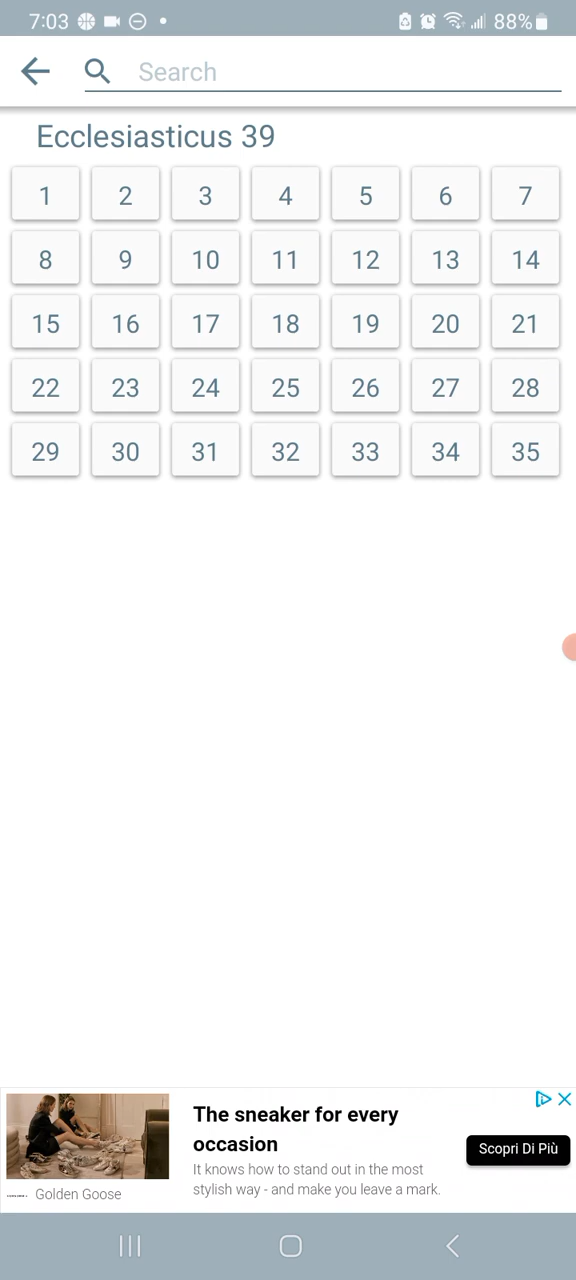 7:03 88%
Search
Ecclesiasticus 39
1 2 3 4 5 6 7
8 9 10 11 12 13 14
15 16 17 18 19 20 21
22 23 24 25 26 27 28
29 30 31 32 33 34 35
The sneaker for every
occasion
It knows how to stand out in the most
stylish way - and make you leave a mark.
Scopri Di Più
Golden Goose